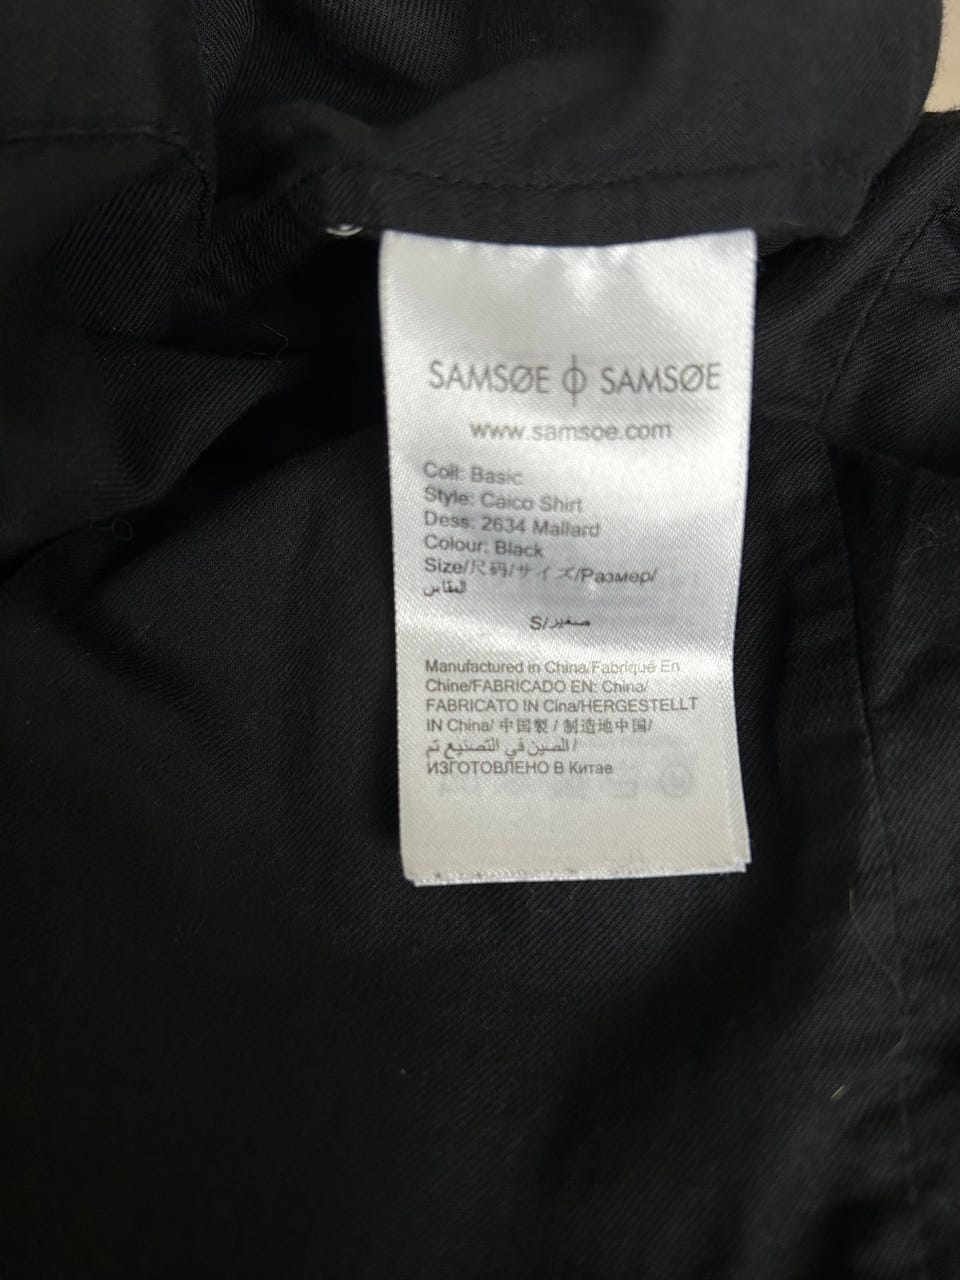 SAMSØE ϕ SAMSØE
www.samsoe.com
Coll: Basic
Style: Caico Shirt
Dess: 2634 Mallard
Colour: Black
Size/尺码/サイズ/Размер/
المقاس
S/صغير
Manufactured in China/Fabriqué En
Chine/FABRICADO EN: China/
FABRICATO IN Cina/HERGESTELLT
IN China/ 中国製 / 制造地中国/
الصين في التصنيع تم/
ИЗГОТОВЛЕНО В Китае